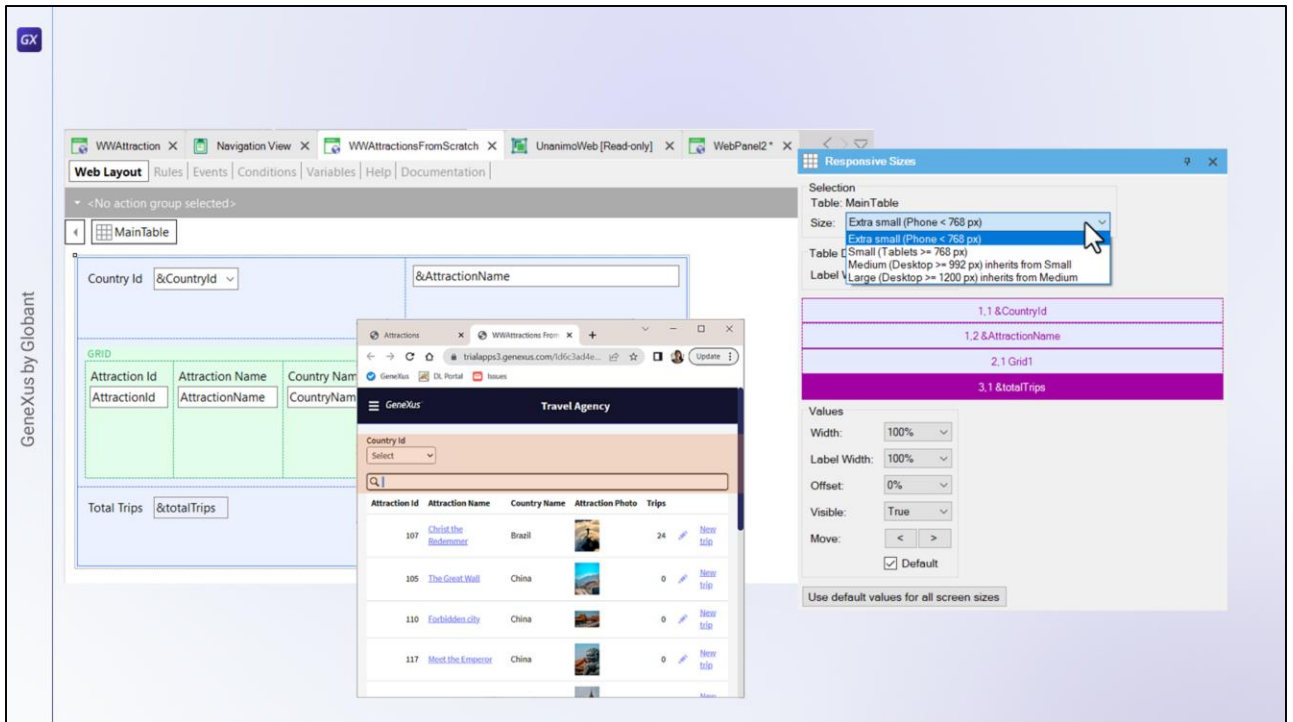 GX
GeneXus by Globant
WWAttraction X Navigation View X WWAttractionsFromScratch X UnanimoWeb [Read-only] X WebPanel2 * X
Web Layout Rules Events Conditions Variables Help Documentation
<No action group selected>
MainTable
Country Id &CountryId
&AttractionName
GRID
Attraction Id Attraction Name Country Nam
AttractionId AttractionName CountryNam
Total Trips &totalTrips
Attractions × WWAttractions From × +
trialapps3.genexus.com/Id6c3ad4e... Update
GeneXus DL Portal Issues
GeneXus Travel Agency
Country Id
Select
Attraction Id Attraction Name Country Name Attraction Photo Trips
107 Christ the Redemmer Brazil 24 New trip
105 The Great Wall China 0 New trip
110 Forbidden city China 0 New trip
117 Meet the Emperor China 0 New trip
New
Responsive Sizes
Selection
Table: MainTable
Size: Extra small (Phone < 768 px)
Extra small (Phone < 768 px)
Small (Tablets >= 768 px)
Medium (Desktop >= 992 px) inherits from Small
Large (Desktop >= 1200 px) inherits from Medium
Table D
Label
1,1 &CountryId
1,2 &AttractionName
2,1 Grid1
3,1 &totalTrips
Values
Width: 100%
Label Width: 100%
Offset: 0%
Visible: True
Move: < >
Default
Use default values for all screen sizes